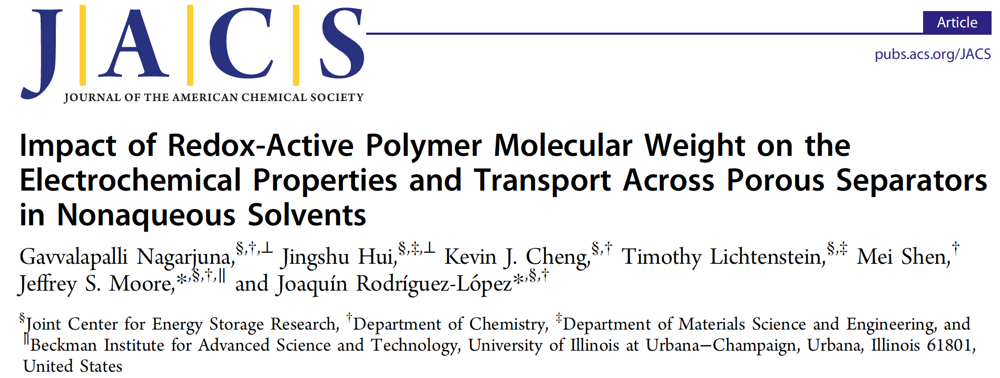 J|A|C|S
JOURNAL OF THE AMERICAN CHEMICAL SOCIETY
Article
pubs.acs.org/JACS
Impact of Redox-Active Polymer Molecular Weight on the
Electrochemical Properties and Transport Across Porous Separators
in Nonaqueous Solvents
Gavvalapalli Nagarjuna,§,†,⊥ Jingshu Hui,§,‡,⊥ Kevin J. Cheng,§,† Timothy Lichtenstein,§,‡ Mei Shen,†
Jeffrey S. Moore,*,§,†,∥ and Joaquín Rodríguez-López*,§,†
§Joint Center for Energy Storage Research, †Department of Chemistry, ‡Department of Materials Science and Engineering, and
∥Beckman Institute for Advanced Science and Technology, University of Illinois at Urbana−Champaign, Urbana, Illinois 61801,
United States